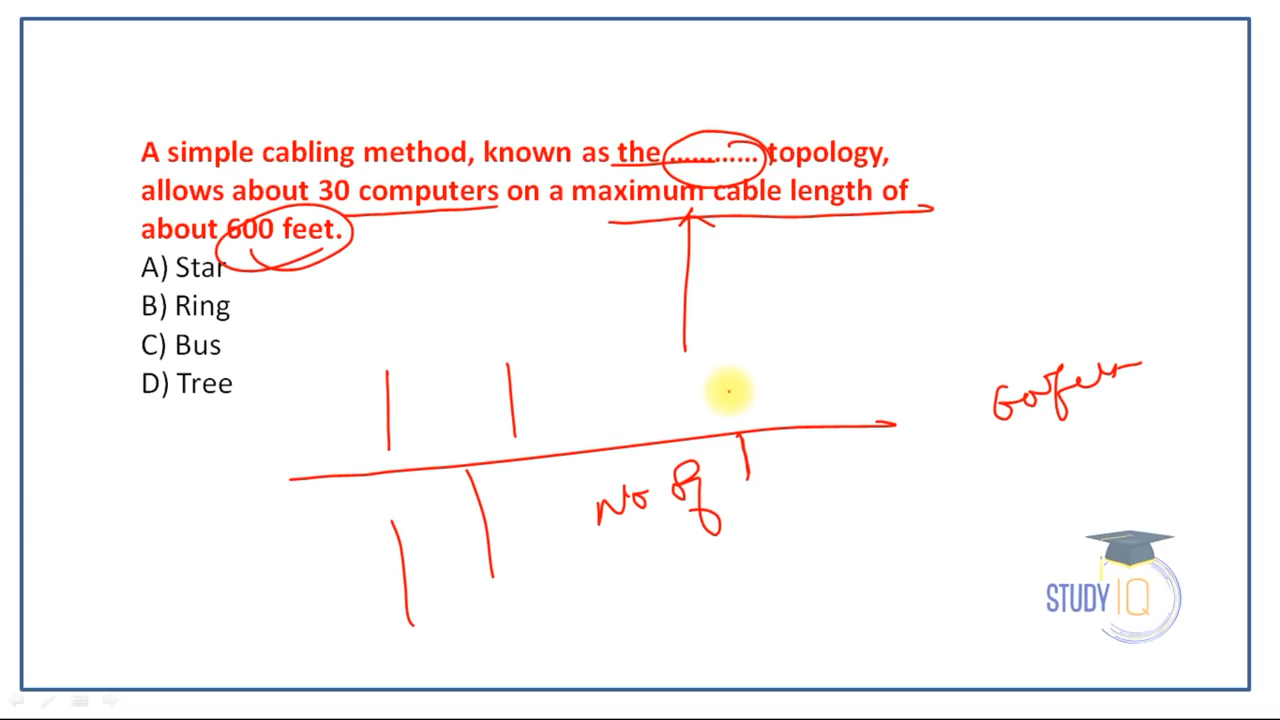 A simple cabling method, known as the ............. topology,
allows about 30 computers on a maximum cable length of
about 600 feet.
A) Star
B) Ring
C) Bus
D) Tree
No of
STUDY IQ